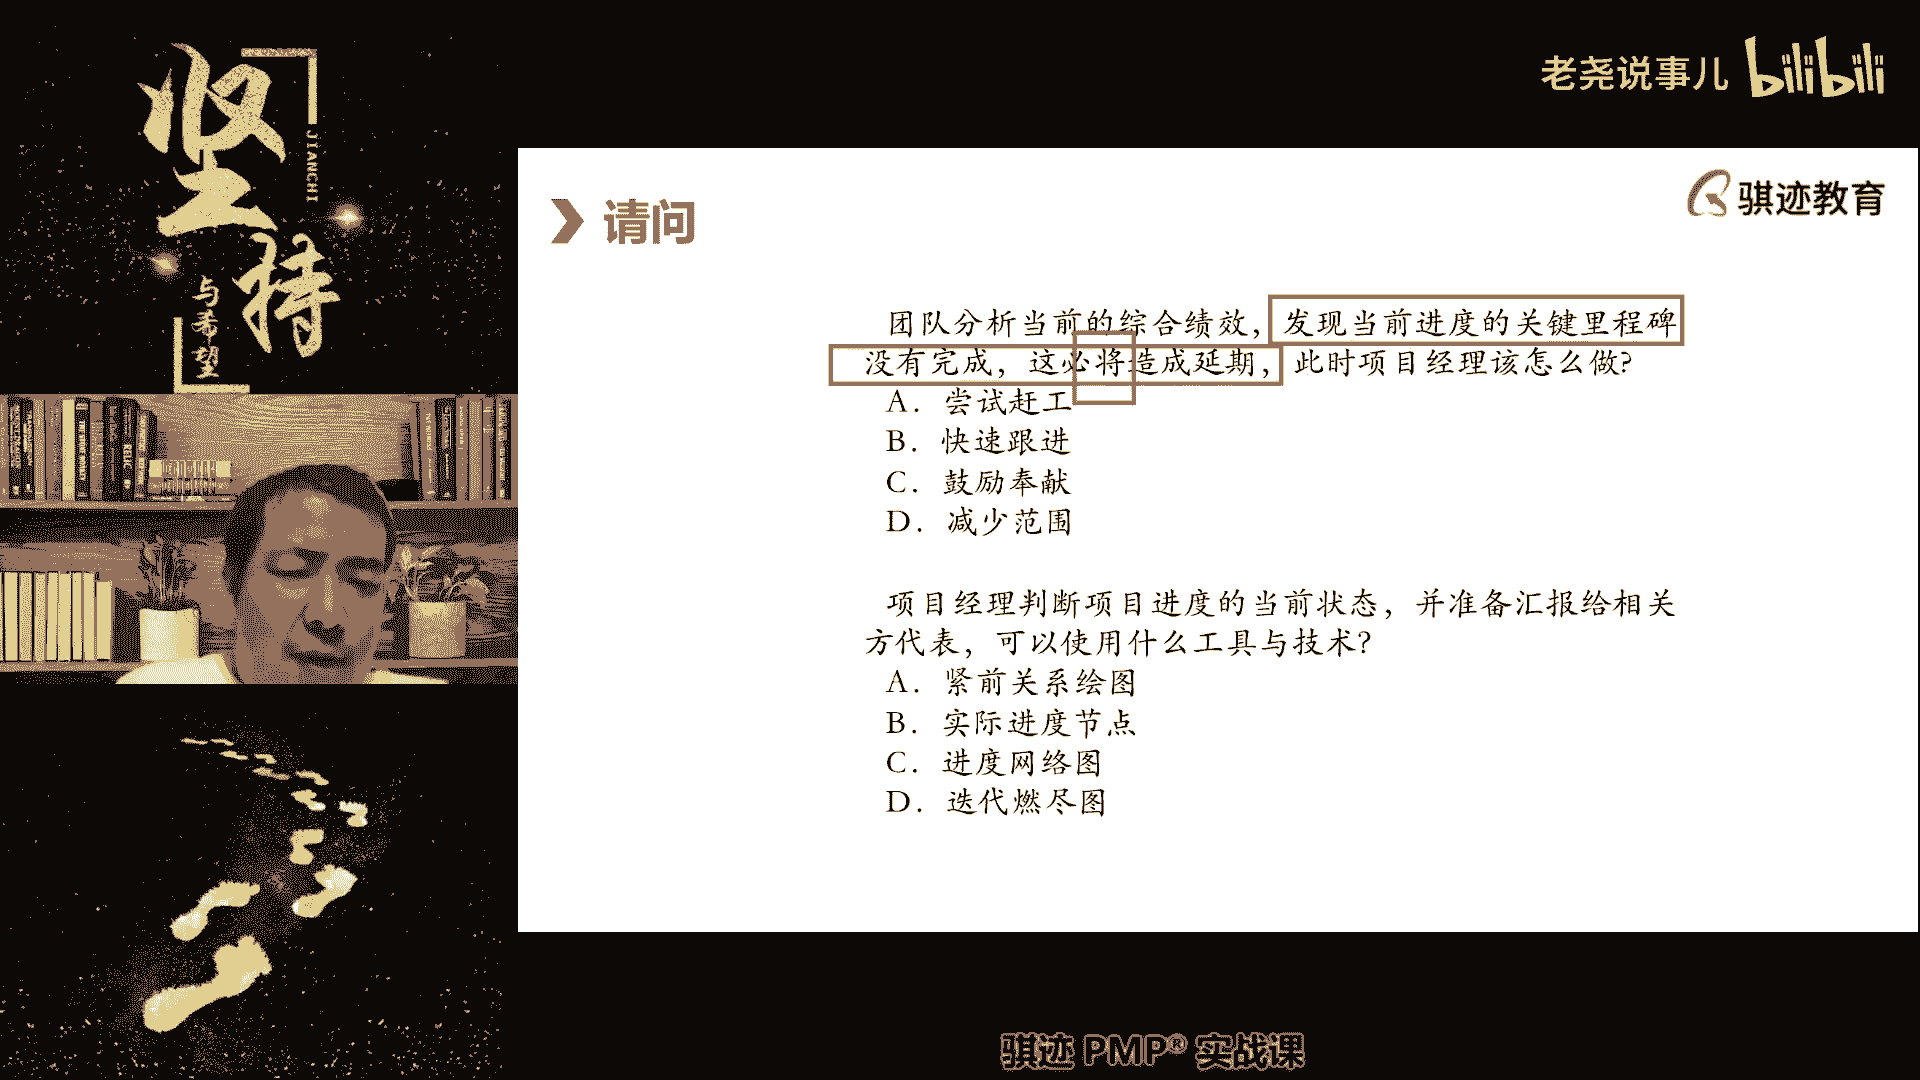 坚持
JIANCHI
与希望
老尧说事儿 bilibili
骐迹教育
请问
团队分析当前的综合绩效，发现当前进度的关键里程碑
没有完成，这必将造成延期，此时项目经理该怎么做？
A. 尝试赶工
B. 快速跟进
C. 鼓励奉献
D. 减少范围
项目经理判断项目进度的当前状态，并准备汇报给相关
方代表，可以使用什么工具与技术？
A. 紧前关系绘图
B. 实际进度节点
C. 进度网络图
D. 迭代燃尽图
骐迹 PMP® 实战课